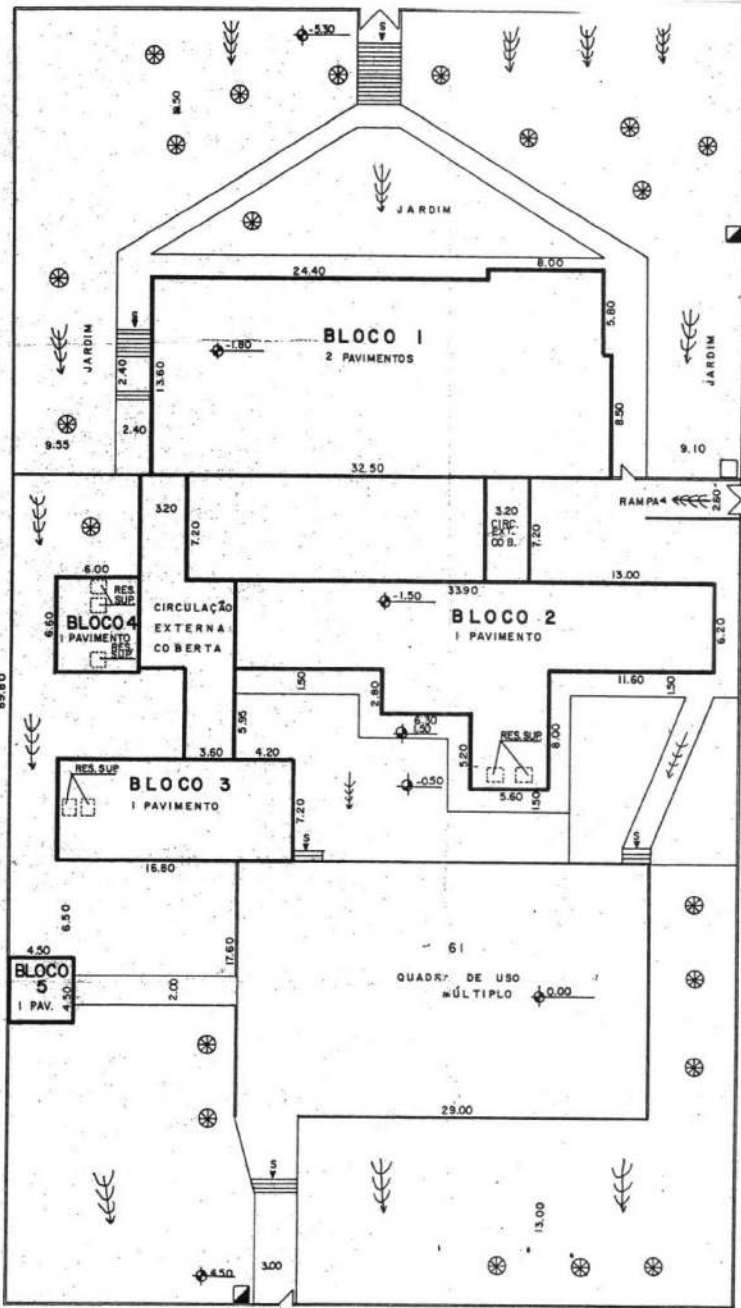 S
-5.30
JARDIM
24.40
8.00
5.80
BLOCO 1
2 PAVIMENTOS
-1.80
S
JARDIM
JARDIM
2.40
13.60
8.50
9.55
2.40
9.10
32.50
RAMPA
2.60
3.20
7.20
3.20
CIRC.
EXT.
COB.
7.20
6.00
33.90
13.00
RES.
SUP
BLOCO 4
1 PAVIMENTO
RES.
SUP
6.60
CIRCULAÇÃO
EXTERNA
COBERTA
-1.50
BLOCO 2
1 PAVIMENTO
6.20
89.80
1.50
2.80
11.60
1.50
5.95
6.30
1.50
RES. SUP
8.00
3.60
4.20
5.20
-0.50
RES. SUP
BLOCO 3
1 PAVIMENTO
7.20
5.60
1.50
S
S
16.80
6.50
4.50
17.60
61
BLOCO
5
1 PAV.
4.50
2.00
QUADRA DE USO
MÚLTIPLO
0.00
29.00
S
13.00
4.50
3.00